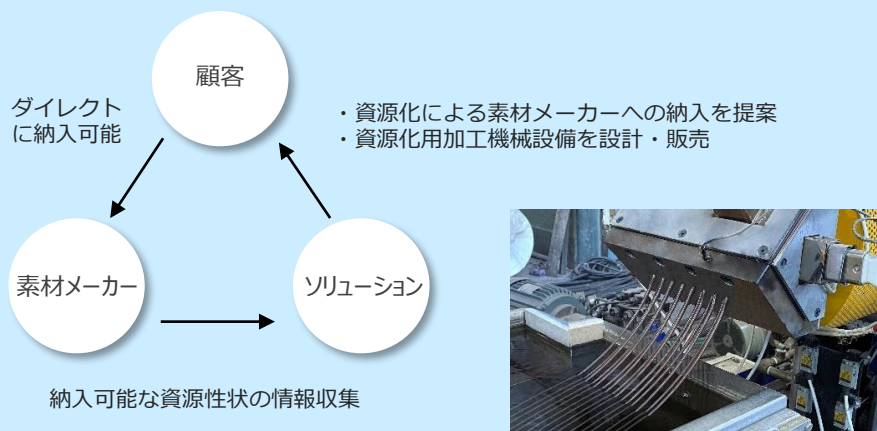 顧客
ダイレクト
に納入可能
・資源化による素材メーカーへの納入を提案
・資源化用加工機械設備を設計・販売
素材メーカー
ソリューション
納入可能な資源性状の情報収集